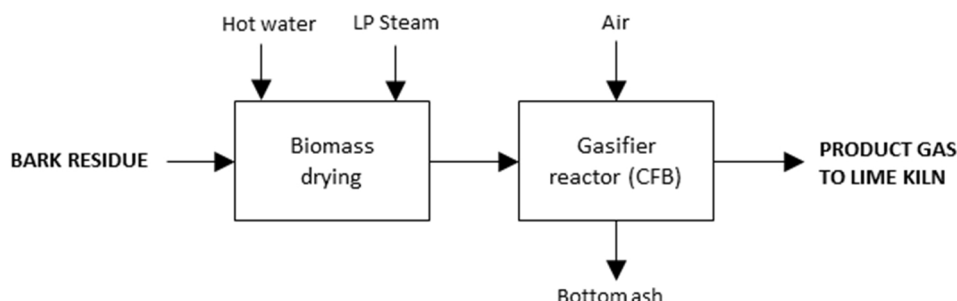 Hot water
LP Steam
Air
BARK RESIDUE
Biomass
drying
Gasifier
reactor (CFB)
PRODUCT GAS
TO LIME KILN
Bottom ash